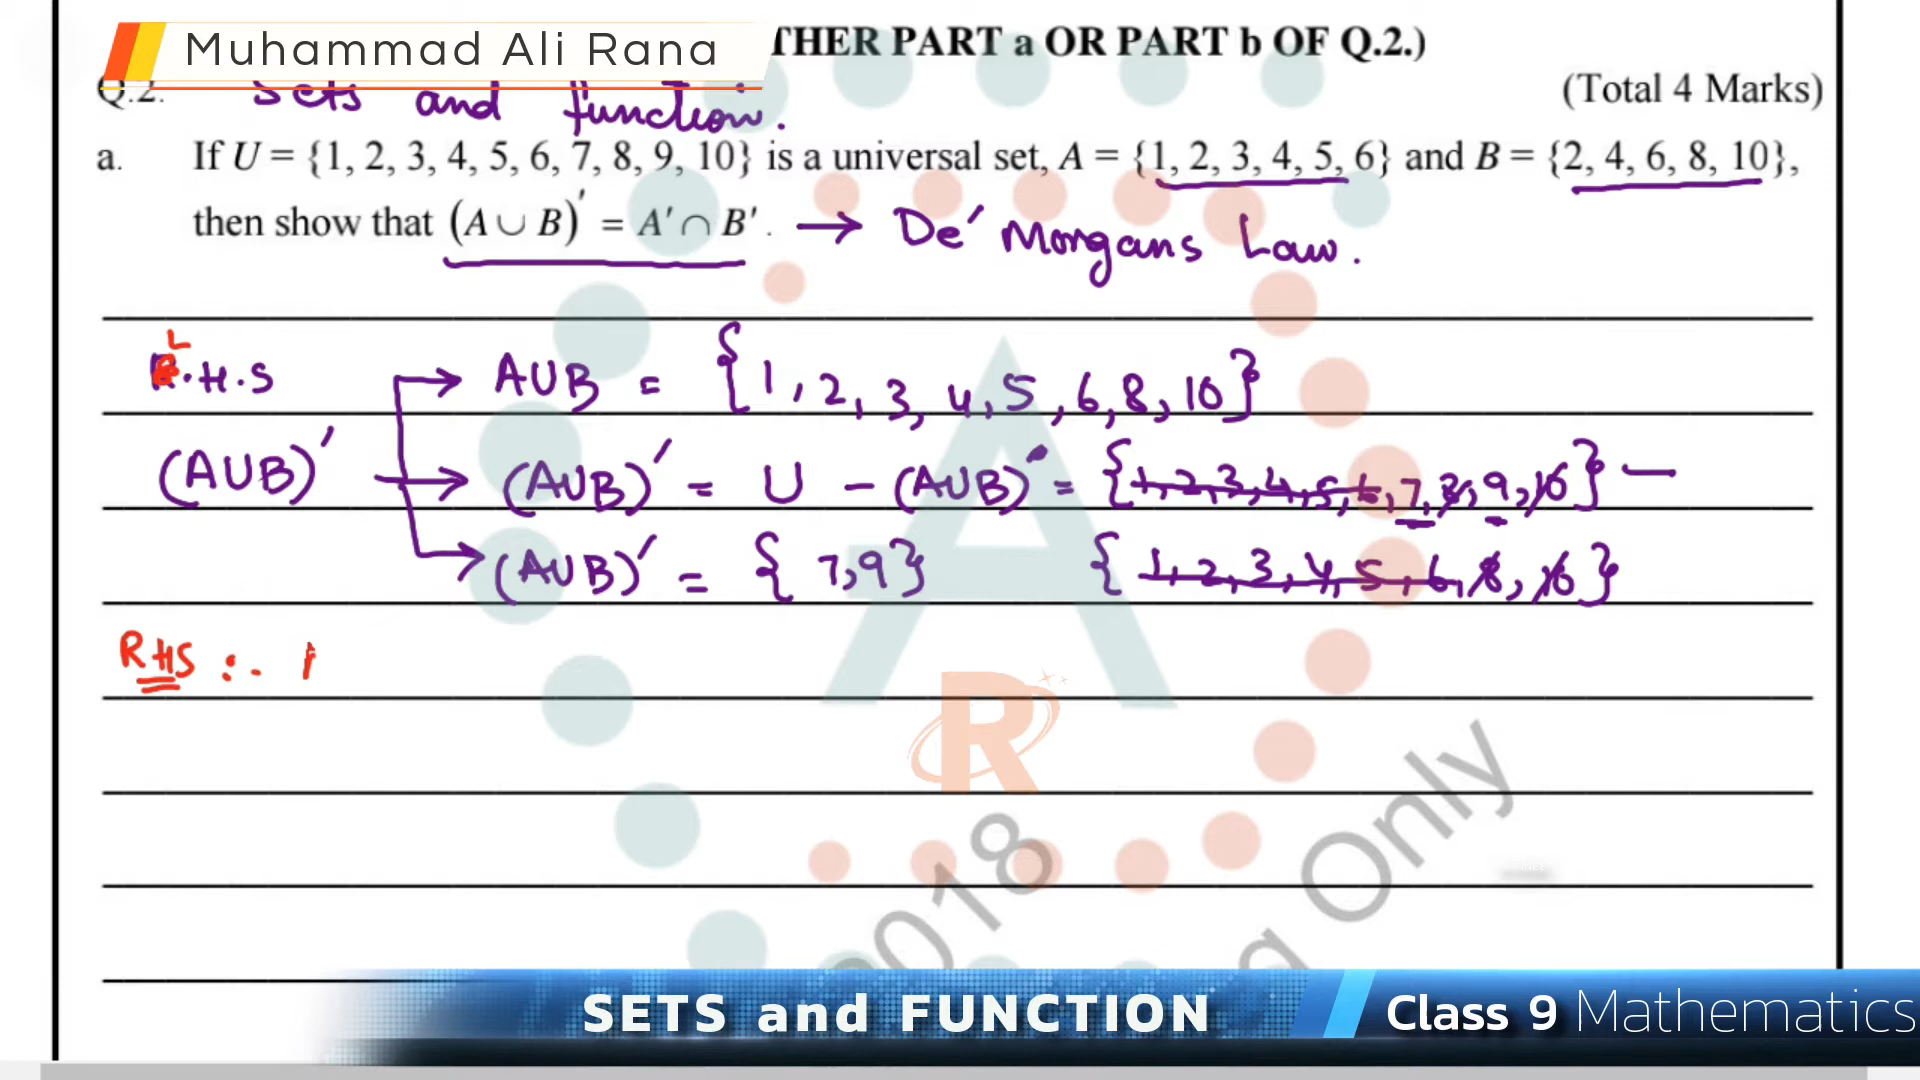 Muhammad Ali Rana
THER PART a OR PART b OF Q.2.)
Q.2. Sets and function.
(Total 4 Marks)
a. If U = {1, 2, 3, 4, 5, 6, 7, 8, 9, 10} is a universal set, A = {1, 2, 3, 4, 5, 6} and B = {2, 4, 6, 8, 10},
then show that (A ∪ B)′ = A′ ∩ B′. → De' Morgans Law.
L.H.S → AUB = {1, 2, 3, 4, 5, 6, 8, 10}
(AUB)′ → (AUB)′ = U - (AUB) = {1, 2, 3, 4, 5, 6, 7, 8, 9, 10} —
→ (AUB)′ = {7, 9} {1, 2, 3, 4, 5, 6, 8, 10}
RHS :-
R
2018
g Only
SETS and FUNCTION
Class 9 Mathematics